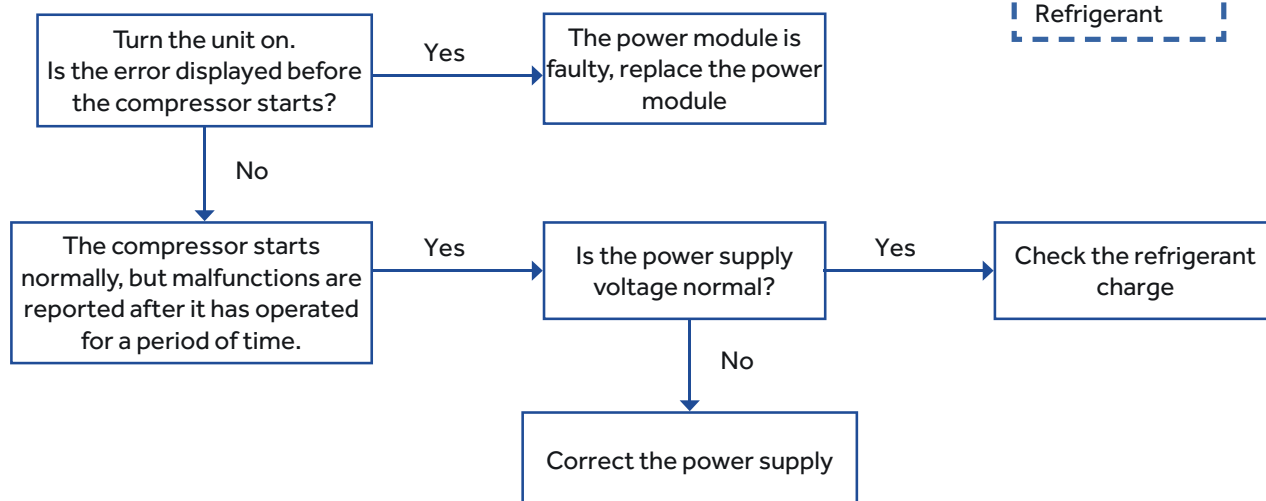 Refrigerant
Turn the unit on.
Is the error displayed before
the compressor starts?
Yes
The power module is
faulty, replace the power
module
No
The compressor starts
normally, but malfunctions are
reported after it has operated
for a period of time.
Yes
Is the power supply
voltage normal?
Yes
Check the refrigerant
charge
No
Correct the power supply